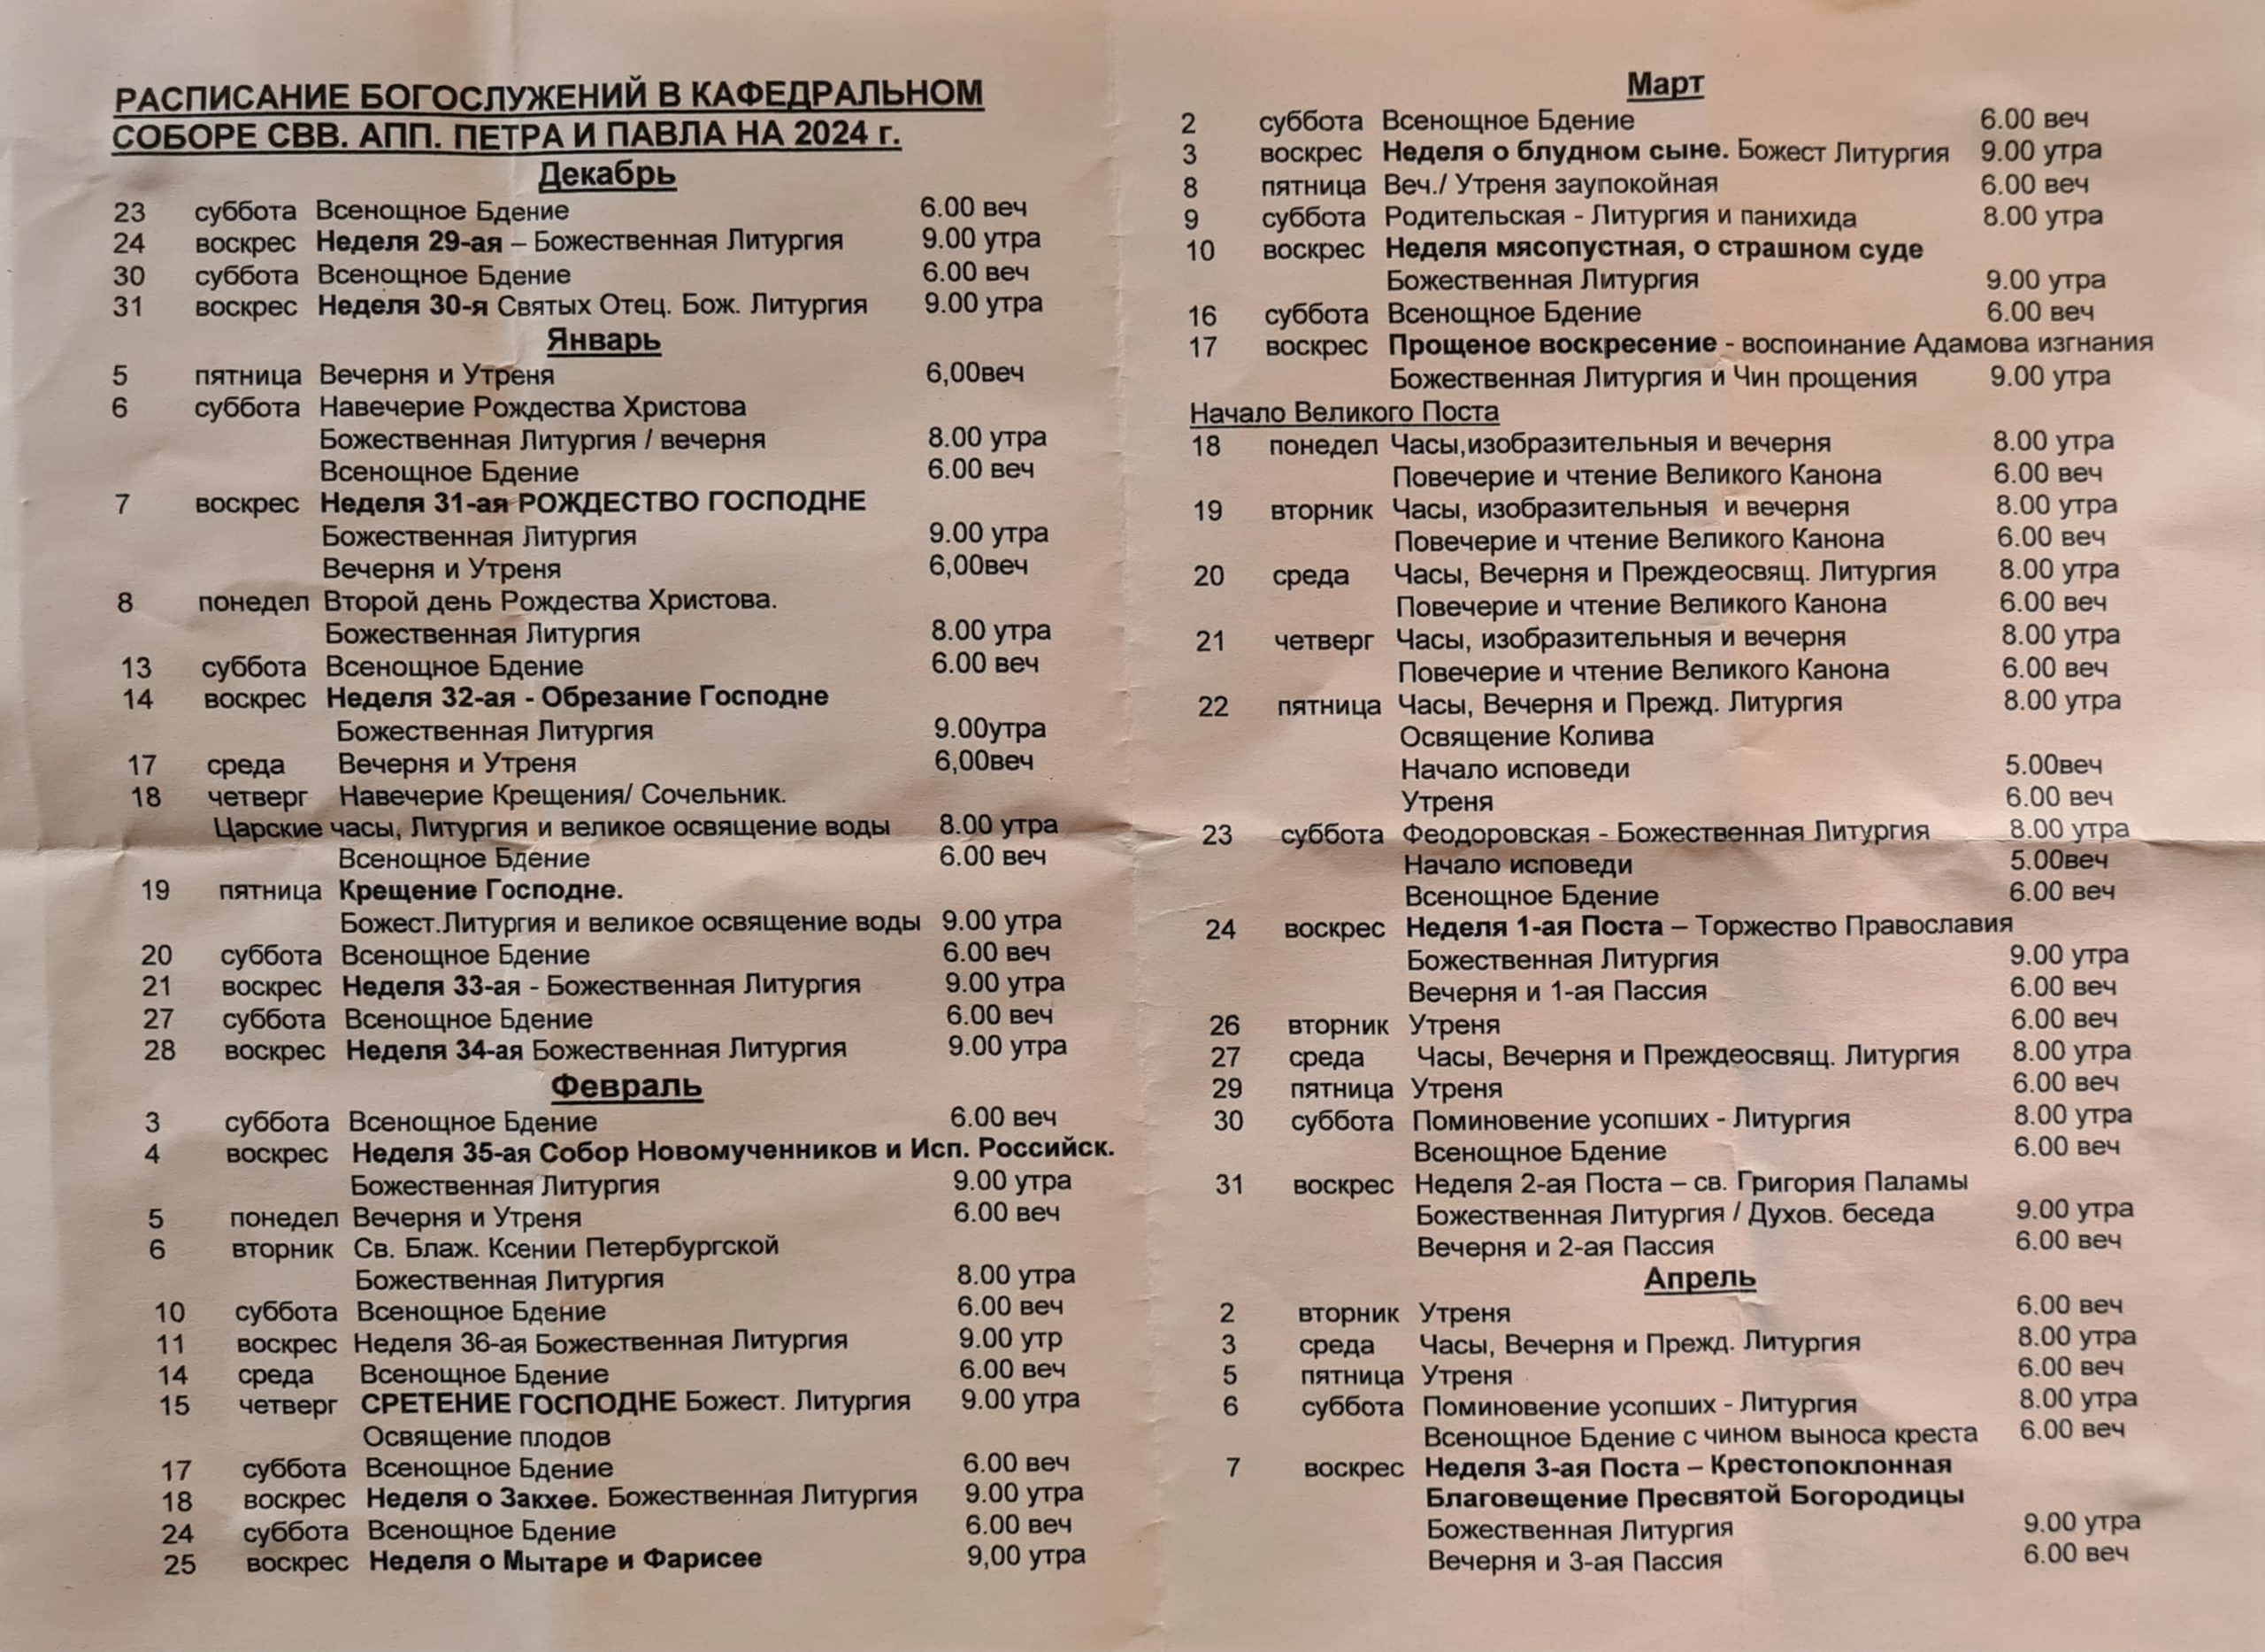 РАСПИСАНИЕ БОГОСЛУЖЕНИЙ В КАФЕДРАЛЬНОМ
СОБОРЕ СВВ. АПП. ПЕТРА И ПАВЛА НА 2024 г.
Декабрь
23 суббота Всенощное Бдение 6.00 веч
24 воскрес Неделя 29-ая – Божественная Литургия 9.00 утра
30 суббота Всенощное Бдение 6.00 веч
31 воскрес Неделя 30-я Святых Отец. Бож. Литургия 9.00 утра
Январь
5 пятница Вечерня и Утреня 6,00веч
6 суббота Навечерие Рождества Христова
Божественная Литургия / вечерня 8.00 утра
Всенощное Бдение 6.00 веч
7 воскрес Неделя 31-ая РОЖДЕСТВО ГОСПОДНЕ
Божественная Литургия 9.00 утра
Вечерня и Утреня 6,00веч
8 понедел Второй день Рождества Христова.
Божественная Литургия 8.00 утра
13 суббота Всенощное Бдение 6.00 веч
14 воскрес Неделя 32-ая - Обрезание Господне
Божественная Литургия 9.00утра
17 среда Вечерня и Утреня 6,00веч
18 четверг Навечерие Крещения/ Сочельник.
Царские часы, Литургия и великое освящение воды 8.00 утра
Всенощное Бдение 6.00 веч
19 пятница Крещение Господне.
Божест.Литургия и великое освящение воды 9.00 утра
20 суббота Всенощное Бдение 6.00 веч
21 воскрес Неделя 33-ая - Божественная Литургия 9.00 утра
27 суббота Всенощное Бдение 6.00 веч
28 воскрес Неделя 34-ая Божественная Литургия 9.00 утра
Февраль
3 суббота Всенощное Бдение 6.00 веч
4 воскрес Неделя 35-ая Собор Новомученников и Исп. Российск.
Божественная Литургия 9.00 утра
5 понедел Вечерня и Утреня 6.00 веч
6 вторник Св. Блаж. Ксении Петербургской
Божественная Литургия 8.00 утра
10 суббота Всенощное Бдение 6.00 веч
11 воскрес Неделя 36-ая Божественная Литургия 9.00 утр
14 среда Всенощное Бдение 6.00 веч
15 четверг СРЕТЕНИЕ ГОСПОДНЕ Божест. Литургия 9.00 утра
Освящение плодов
17 суббота Всенощное Бдение 6.00 веч
18 воскрес Неделя о Закхее. Божественная Литургия 9.00 утра
24 суббота Всенощное Бдение 6.00 веч
25 воскрес Неделя о Мытаре и Фарисее 9,00 утра
Март
2 суббота Всенощное Бдение 6.00 веч
3 воскрес Неделя о блудном сыне. Божест Литургия 9.00 утра
8 пятница Веч./ Утреня заупокойная 6.00 веч
9 суббота Родительская - Литургия и панихида 8.00 утра
10 воскрес Неделя мясопустная, о страшном суде
Божественная Литургия 9.00 утра
16 суббота Всенощное Бдение 6.00 веч
17 воскрес Прощеное воскресение - воспоинание Адамова изгнания
Божественная Литургия и Чин прощения 9.00 утра
Начало Великого Поста
18 понедел Часы,изобразительныя и вечерня 8.00 утра
Повечерие и чтение Великого Канона 6.00 веч
19 вторник Часы, изобразительныя и вечерня 8.00 утра
Повечерие и чтение Великого Канона 6.00 веч
20 среда Часы, Вечерня и Преждеосвящ. Литургия 8.00 утра
Повечерие и чтение Великого Канона 6.00 веч
21 четверг Часы, изобразительныя и вечерня 8.00 утра
Повечерие и чтение Великого Канона 6.00 веч
22 пятница Часы, Вечерня и Прежд. Литургия 8.00 утра
Освящение Колива
Начало исповеди 5.00веч
Утреня 6.00 веч
23 суббота Феодоровская - Божественная Литургия 8.00 утра
Начало исповеди 5.00веч
Всенощное Бдение 6.00 веч
24 воскрес Неделя 1-ая Поста – Торжество Православия
Божественная Литургия 9.00 утра
Вечерня и 1-ая Пассия 6.00 веч
26 вторник Утреня 6.00 веч
27 среда Часы, Вечерня и Преждеосвящ. Литургия 8.00 утра
29 пятница Утреня 6.00 веч
30 суббота Поминовение усопших - Литургия 8.00 утра
Всенощное Бдение 6.00 веч
31 воскрес Неделя 2-ая Поста – св. Григория Паламы
Божественная Литургия / Духов. беседа 9.00 утра
Вечерня и 2-ая Пассия 6.00 веч
Апрель
2 вторник Утреня 6.00 веч
3 среда Часы, Вечерня и Прежд. Литургия 8.00 утра
5 пятница Утреня 6.00 веч
6 суббота Поминовение усопших - Литургия 8.00 утра
Всенощное Бдение с чином выноса креста 6.00 веч
7 воскрес Неделя 3-ая Поста – Крестопоклонная
Благовещение Пресвятой Богородицы
Божественная Литургия 9.00 утра
Вечерня и 3-ая Пассия 6.00 веч